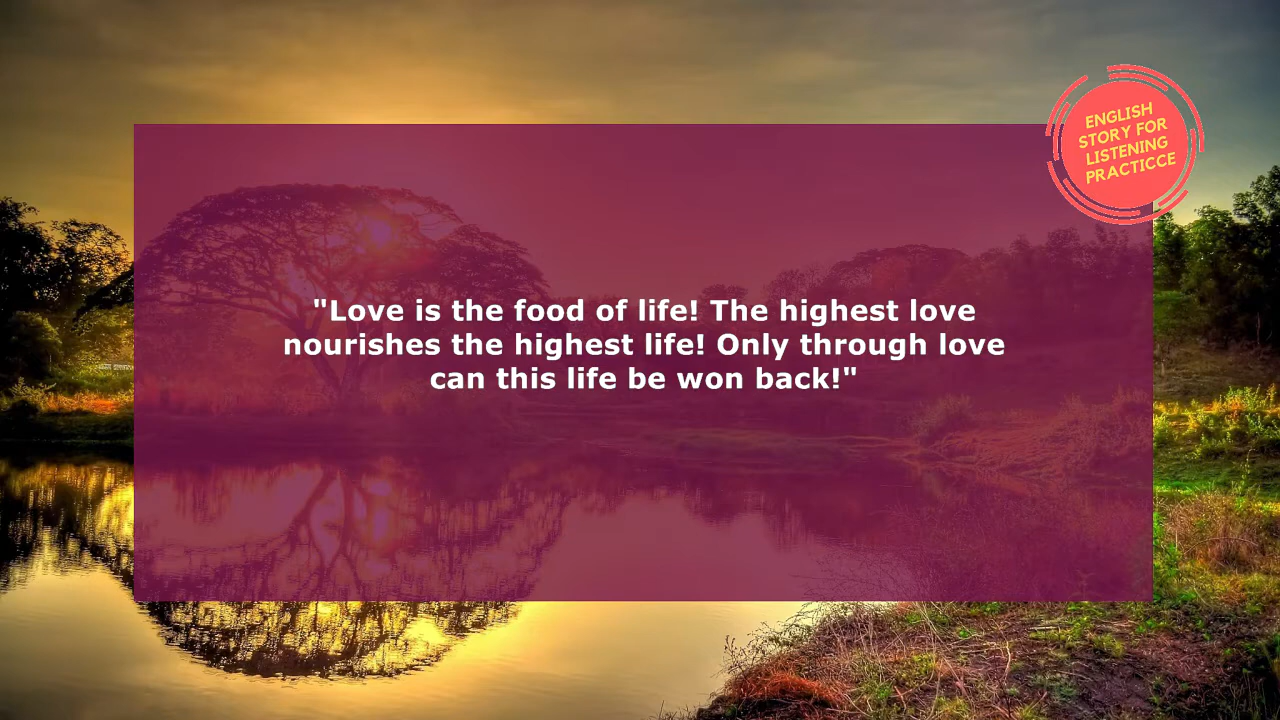 ENGLISH
STORY FOR
LISTENING
PRACTICCE
"Love is the food of life! The highest love
nourishes the highest life! Only through love
can this life be won back!"